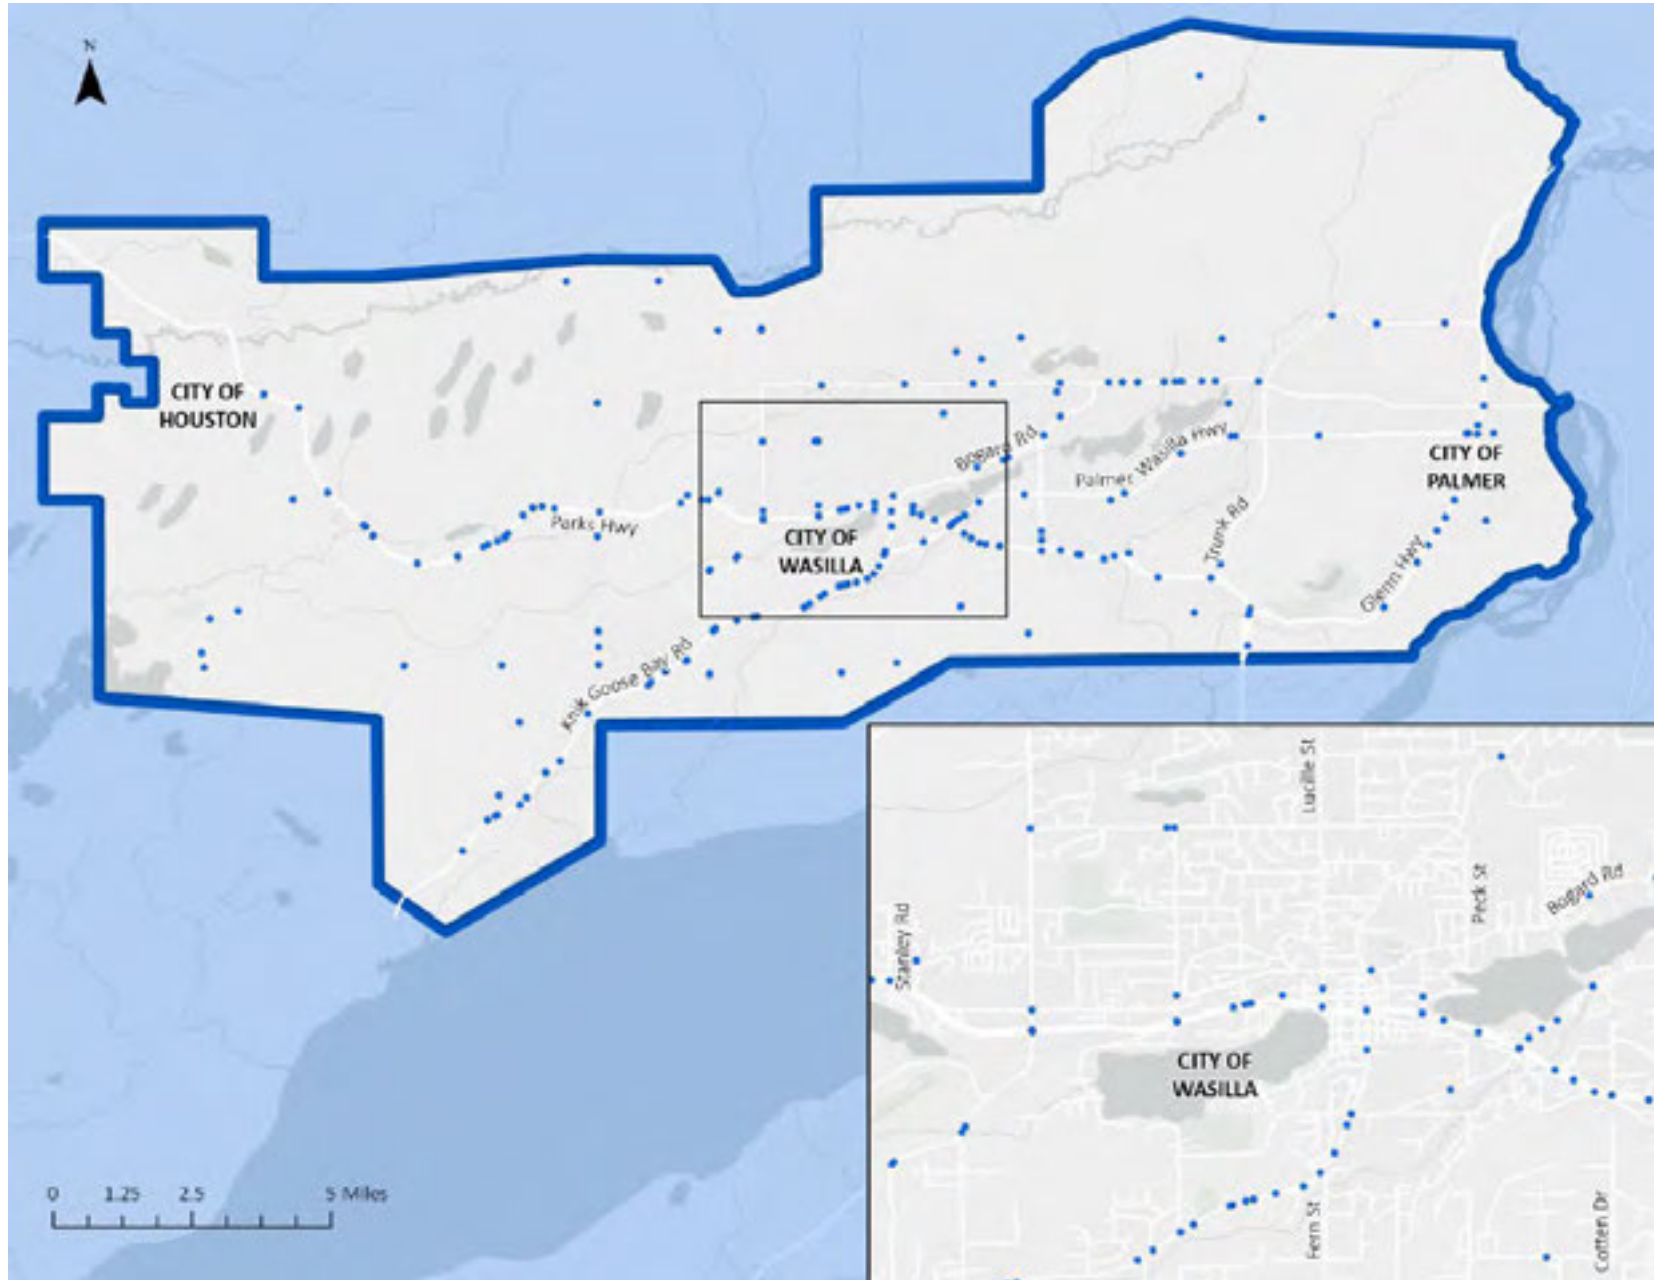 N
CITY OF
HOUSTON
Bogard Rd
Palmer Wasilla Hwy
CITY OF
PALMER
Parks Hwy
CITY OF
WASILLA
Trunk Rd
Glenn Hwy
Knik Goose Bay Rd
Lucille St
Peck St
Bogard Rd
Stanley Rd
CITY OF
WASILLA
Fern St
Cotten Dr
0 1.25 2.5 5 Miles